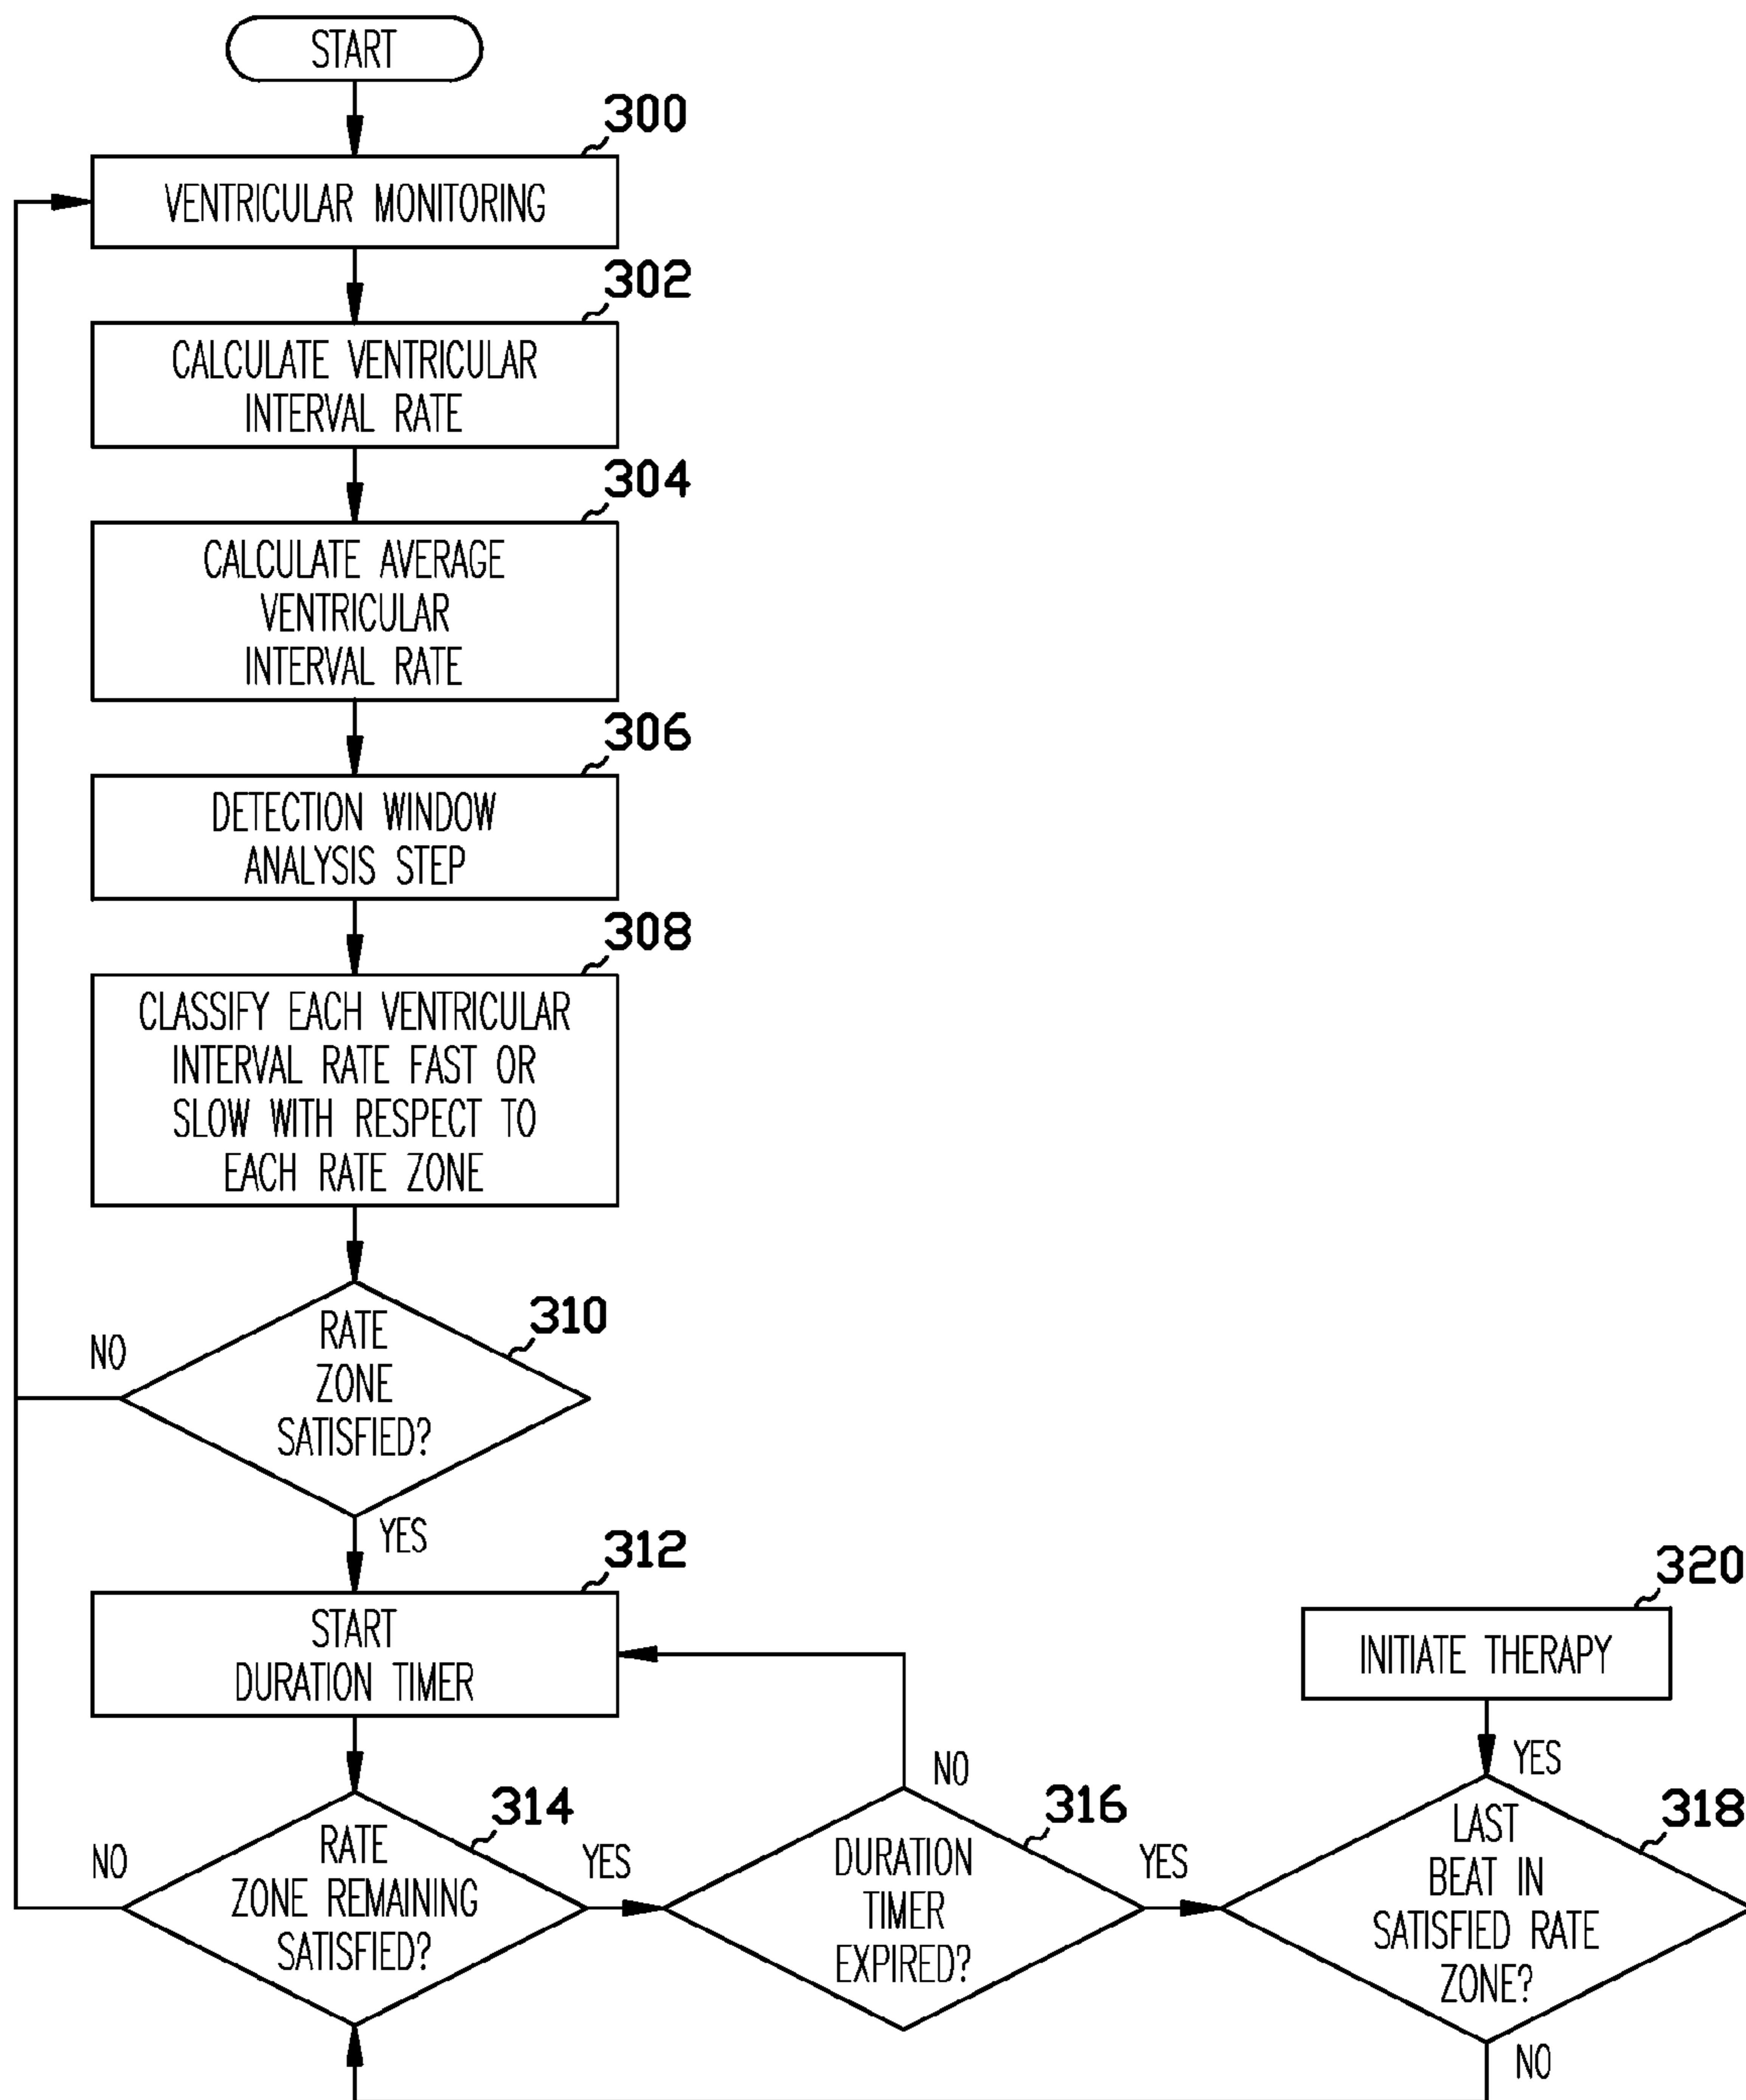 START
300
VENTRICULAR MONITORING
302
CALCULATE VENTRICULAR
INTERVAL RATE
304
CALCULATE AVERAGE
VENTRICULAR
INTERVAL RATE
306
DETECTION WINDOW
ANALYSIS STEP
308
CLASSIFY EACH VENTRICULAR
INTERVAL RATE FAST OR
SLOW WITH RESPECT TO
EACH RATE ZONE
310
RATE
ZONE
SATISFIED?
NO
YES
312
START
DURATION TIMER
314
RATE
ZONE REMAINING
SATISFIED?
NO
YES
316
DURATION
TIMER
EXPIRED?
NO
YES
320
INITIATE THERAPY
YES
318
LAST
BEAT IN
SATISFIED RATE
ZONE?
NO